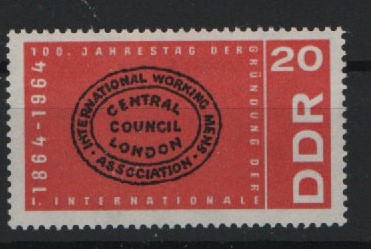 100. JAHRESTAG DER
GRÜNDUNG DER
I. INTERNATIONALE
1864-1964
· INTERNATIONAL WORKING MENS ·
ASSOCIATION
CENTRAL
COUNCIL
LONDON
20
DDR